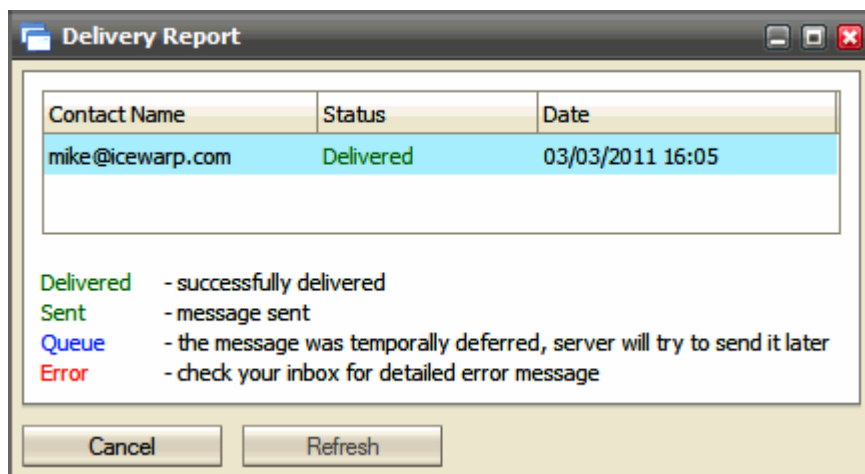 Delivery Report
Contact Name Status Date
mike@icewarp.com Delivered 03/03/2011 16:05
Delivered - successfully delivered
Sent - message sent
Queue - the message was temporally deferred, server will try to send it later
Error - check your inbox for detailed error message
Cancel Refresh